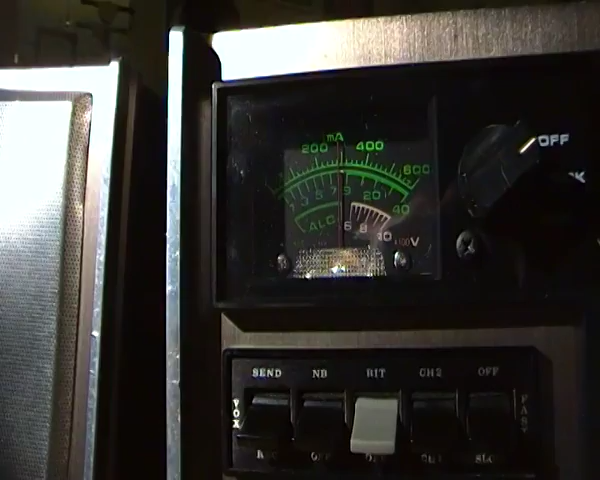 mA
200 400
600
1 3 5 7 9 20 40
ALC
6 8 10 V
OFF
SEND NB RIT CH2 OFF
VOX
FAST